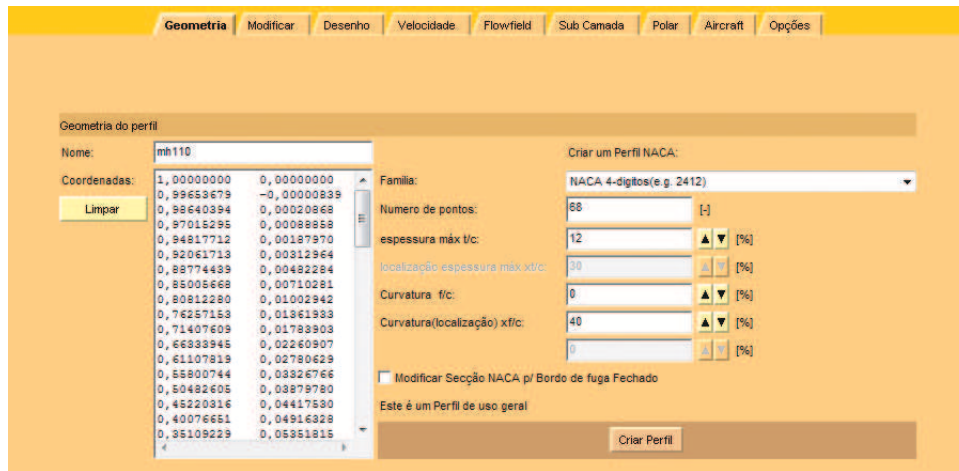 Geometria Modificar Desenho Velocidade Flowfield Sub Camada Polar Aircraft Opções
Geometria do perfil
Nome: mh110
Criar um Perfil NACA:
Coordenadas:
Limpar
1,00000000 0,00000000
0,99653679 -0,00000839
0,98640394 0,00020868
0,97015295 0,00088858
0,94817712 0,00187970
0,92061713 0,00312964
0,88774439 0,00482284
0,85005668 0,00710281
0,80812280 0,01002942
0,76257153 0,01361933
0,71407609 0,01783903
0,66333945 0,02260907
0,61107819 0,02780629
0,55800744 0,03326766
0,50482605 0,03879780
0,45220316 0,04417530
0,40076651 0,04916328
0,35109229 0,05351815
Familia: NACA 4-digitos(e.g. 2412)
Numero de pontos: 68 [-]
espessura máx t/c: 12 [%]
localização espessura máx xt/c: 30 [%]
Curvatura f/c: 0 [%]
Curvatura(localização) xf/c: 40 [%]
0 [%]
Modificar Secção NACA p/ Bordo de fuga Fechado
Este é um Perfil de uso geral
Criar Perfil